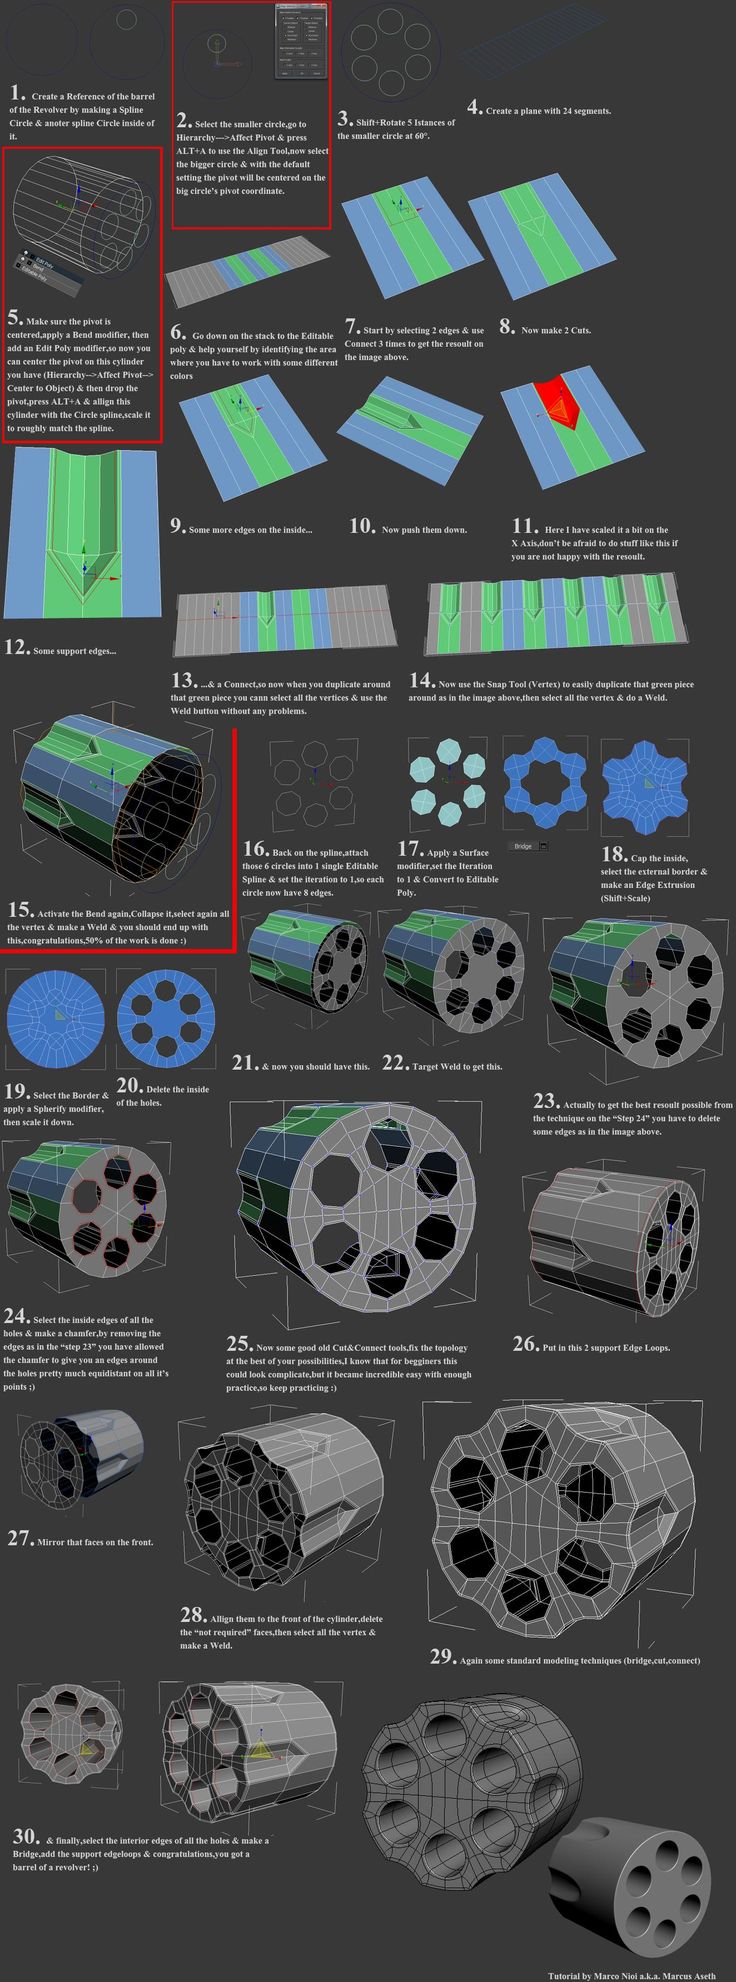 1. Create a Reference of the barrel
of the Revolver by making a Spline
Circle & anoter spline Circle inside of
it.
2. Select the smaller circle,go to
Hierarchy--->Affect Pivot & press
ALT+A to use the Align Tool,now select
the bigger circle & with the default
setting the pivot will be centered on the
big circle's pivot coordinate.
3. Shift+Rotate 5 Istances of
the smaller circle at 60°.
4. Create a plane with 24 segments.
Edit Poly
Bend
Editable Poly
5. Make sure the pivot is
centered,apply a Bend modifier, then
add an Edit Poly modifier,so now you
can center the pivot on this cylinder
you have (Hierarchy-->Affect Pivot-->
Center to Object) & then drop the
pivot,press ALT+A & allign this
cylinder with the Circle spline,scale it
to roughly match the spline.
6. Go down on the stack to the Editable
poly & help yourself by identifying the area
where you have to work with some different
colors
7. Start by selecting 2 edges & use
Connect 3 times to get the resoult on
the image above.
8. Now make 2 Cuts.
9. Some more edges on the inside...
10. Now push them down.
11. Here I have scaled it a bit on the
X Axis,don't be afraid to do stuff like this if
you are not happy with the resoult.
12. Some support edges...
13. ...& a Connect,so now when you duplicate around
that green piece you cann select all the vertices & use the
Weld button without any problems.
14. Now use the Snap Tool (Vertex) to easily duplicate that green piece
around as in the image above,then select all the vertex & do a Weld.
15. Activate the Bend again,Collapse it,select again all
the vertex & make a Weld & you should end up with
this,congratulations,50% of the work is done :)
16. Back on the spline,attach
those 6 circles into 1 single Editable
Spline & set the iteration to 1,so each
circle now have 8 edges.
17. Apply a Surface
modifier,set the Iteration
to 1 & Convert to Editable
Poly.
Bridge
18. Cap the inside,
select the external border &
make an Edge Extrusion
(Shift+Scale)
19. Select the Border &
apply a Spherify modifier,
then scale it down.
20. Delete the inside
of the holes.
21. & now you should have this.
22. Target Weld to get this.
23. Actually to get the best resoult possible from
the technique on the "Step 24" you have to delete
some edges as in the image above.
24. Select the inside edges of all the
holes & make a chamfer,by removing the
edges as in the "step 23" you have allowed
the chamfer to give you an edges around
the holes pretty much equidistant on all it's
points ;)
25. Now some good old Cut&Connect tools,fix the topology
at the best of your possibilities,I know that for begginers this
could look complicate,but it became incredible easy with enough
practice,so keep practicing :)
26. Put in this 2 support Edge Loops.
27. Mirror that faces on the front.
28. Allign them to the front of the cylinder,delete
the "not required" faces,then select all the vertex &
make a Weld.
29. Again some standard modeling techniques (bridge,cut,connect)
30. & finally,select the interior edges of all the holes & make a
Bridge,add the support edgeloops & congratulations,you got a
barrel of a revolver! ;)
Tutorial by Marco Nioi a.k.a. Marcus Aseth